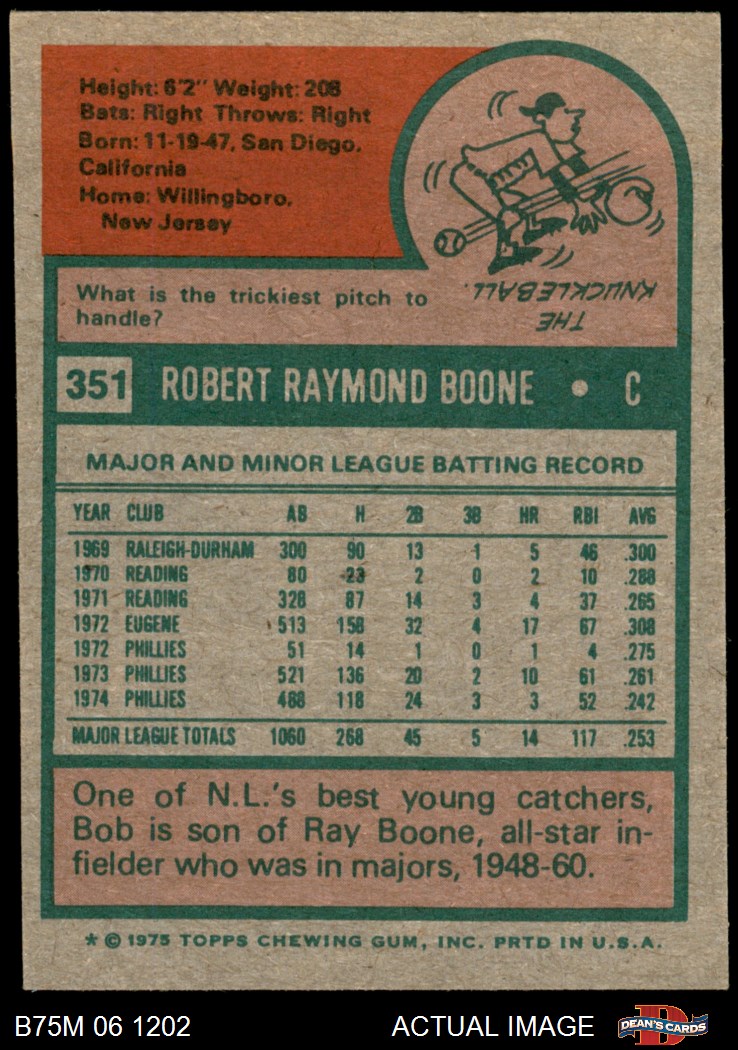 Height: 6'2" Weight: 208
Bats: Right Throws: Right
Born: 11-19-47, San Diego,
California
Home: Willingboro,
New Jersey
What is the trickiest pitch to
handle?
THE
KNUCKLEBALL.
351 ROBERT RAYMOND BOONE • C
MAJOR AND MINOR LEAGUE BATTING RECORD
YEAR CLUB AB H 2B 3B HR RBI AVG
1969 RALEIGH-DURHAM 300 90 13 1 5 46 .300
1970 READING 80 23 2 0 2 10 .288
1971 READING 328 87 14 3 4 37 .265
1972 EUGENE 513 158 32 4 17 67 .308
1972 PHILLIES 51 14 1 0 1 4 .275
1973 PHILLIES 521 136 20 2 10 61 .261
1974 PHILLIES 488 118 24 3 3 52 .242
MAJOR LEAGUE TOTALS 1060 268 45 5 14 117 .253
One of N.L.'s best young catchers,
Bob is son of Ray Boone, all-star in-
fielder who was in majors, 1948-60.
* © 1975 TOPPS CHEWING GUM, INC. PRTD IN U.S.A.
B75M 06 1202 ACTUAL IMAGE D DEAN'S CARDS